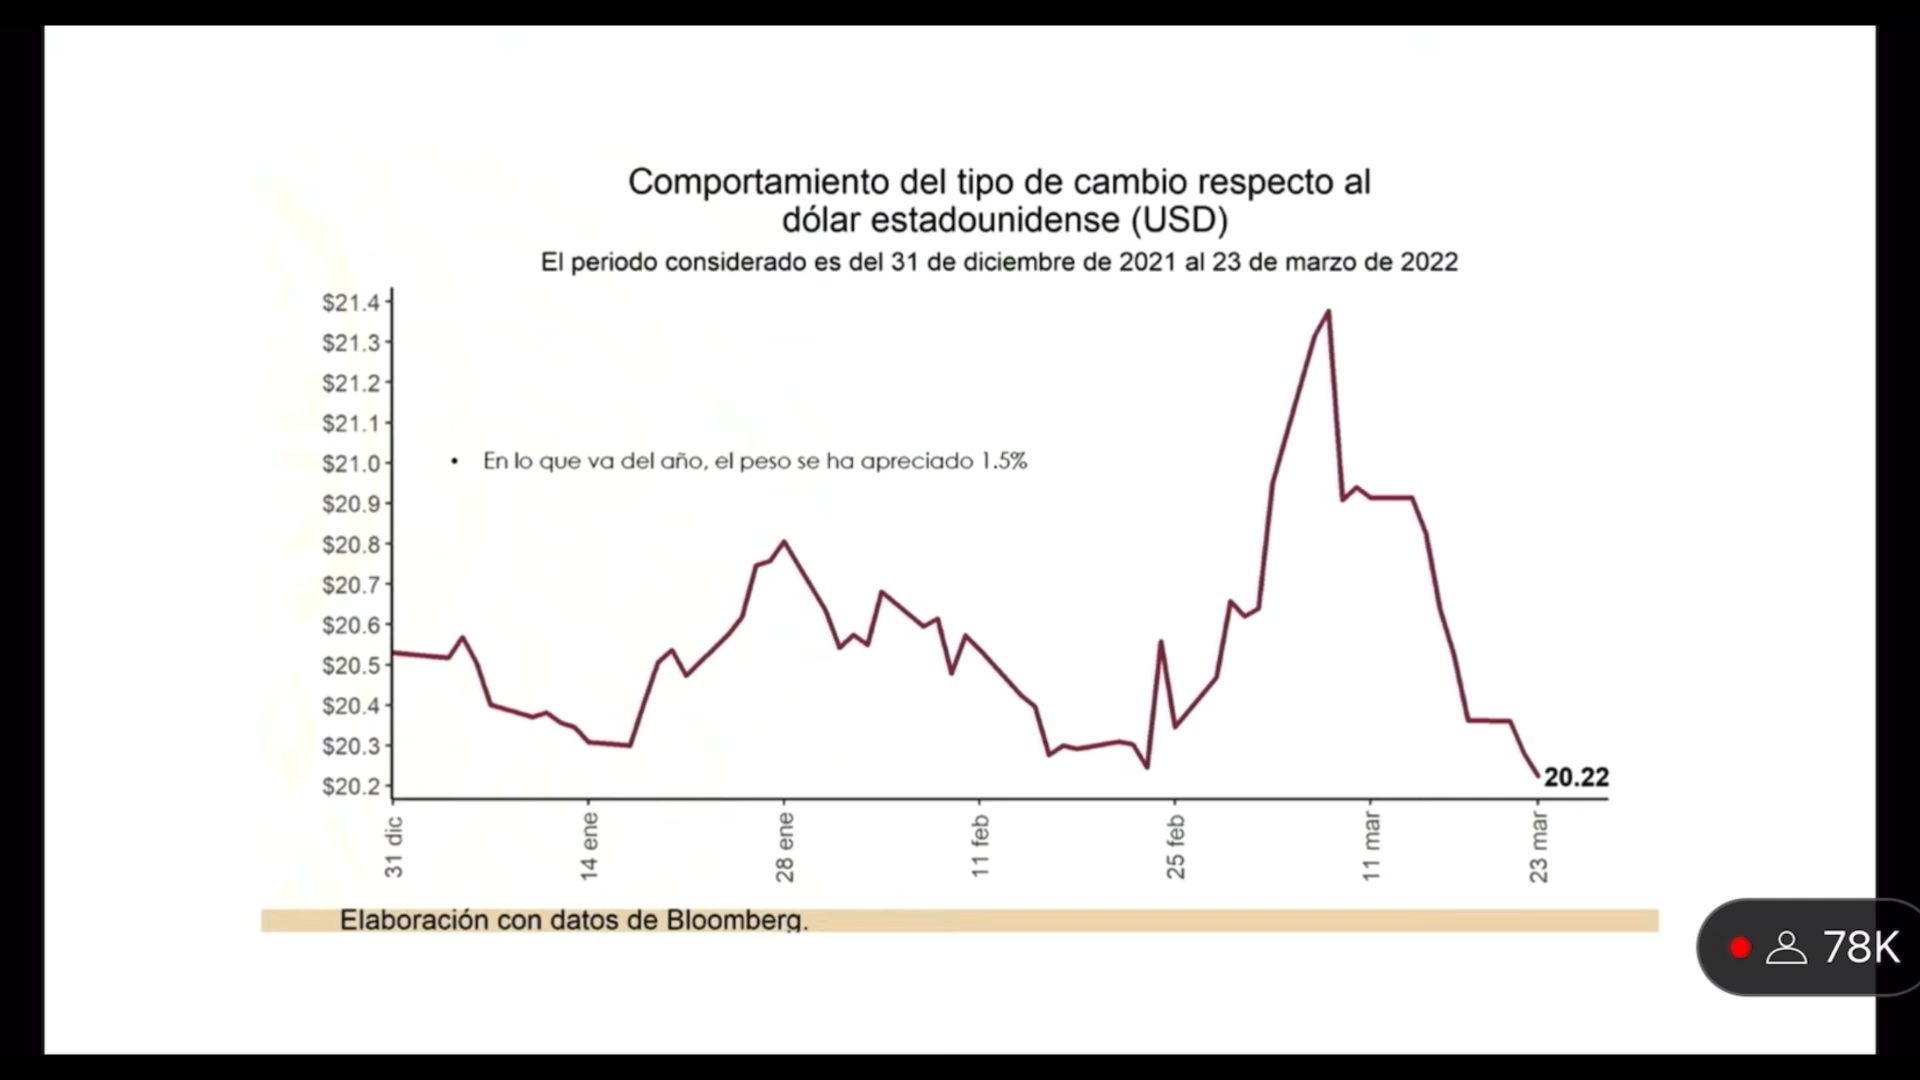 Comportamiento del tipo de cambio respecto al
dólar estadounidense (USD)
El periodo considerado es del 31 de diciembre de 2021 al 23 de marzo de 2022
$21.4
$21.3
$21.2
$21.1
$21.0
$20.9
$20.8
$20.7
$20.6
$20.5
$20.4
$20.3
$20.2
• En lo que va del año, el peso se ha apreciado 1.5%
20.22
31 dic
14 ene
28 ene
11 feb
25 feb
11 mar
23 mar
Elaboración con datos de Bloomberg.
78K